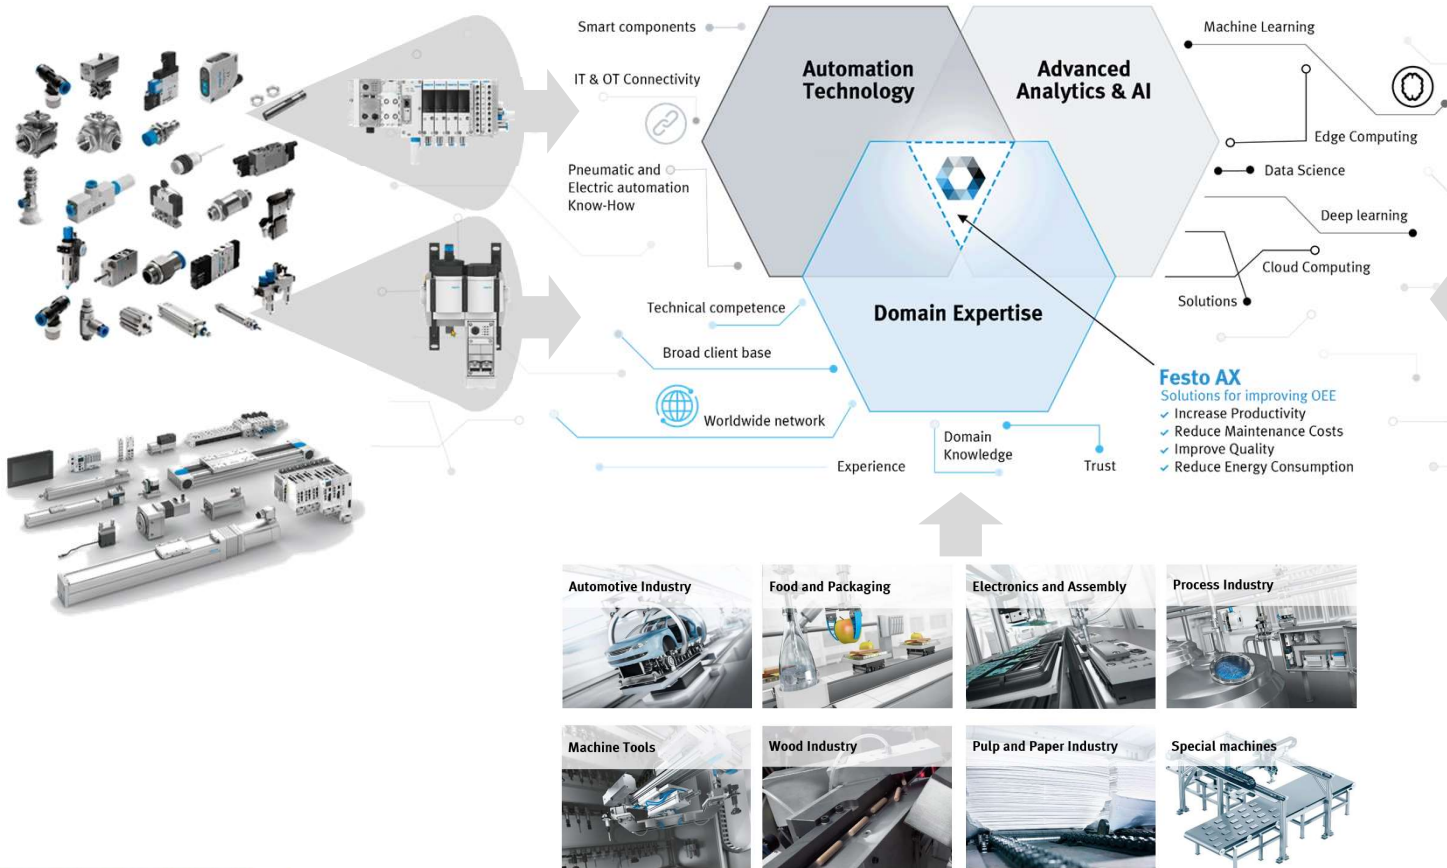 Smart components
IT & OT Connectivity
Pneumatic and
Electric automation
Know-How
Automation
Technology
Advanced
Analytics & AI
Machine Learning
Edge Computing
Data Science
Deep learning
Cloud Computing
Solutions
Technical competence
Broad client base
Worldwide network
Experience
Domain Expertise
Domain
Knowledge
Trust
Festo AX
Solutions for improving OEE
✓ Increase Productivity
✓ Reduce Maintenance Costs
✓ Improve Quality
✓ Reduce Energy Consumption
Automotive Industry
Food and Packaging
Electronics and Assembly
Process Industry
Machine Tools
Wood Industry
Pulp and Paper Industry
Special machines